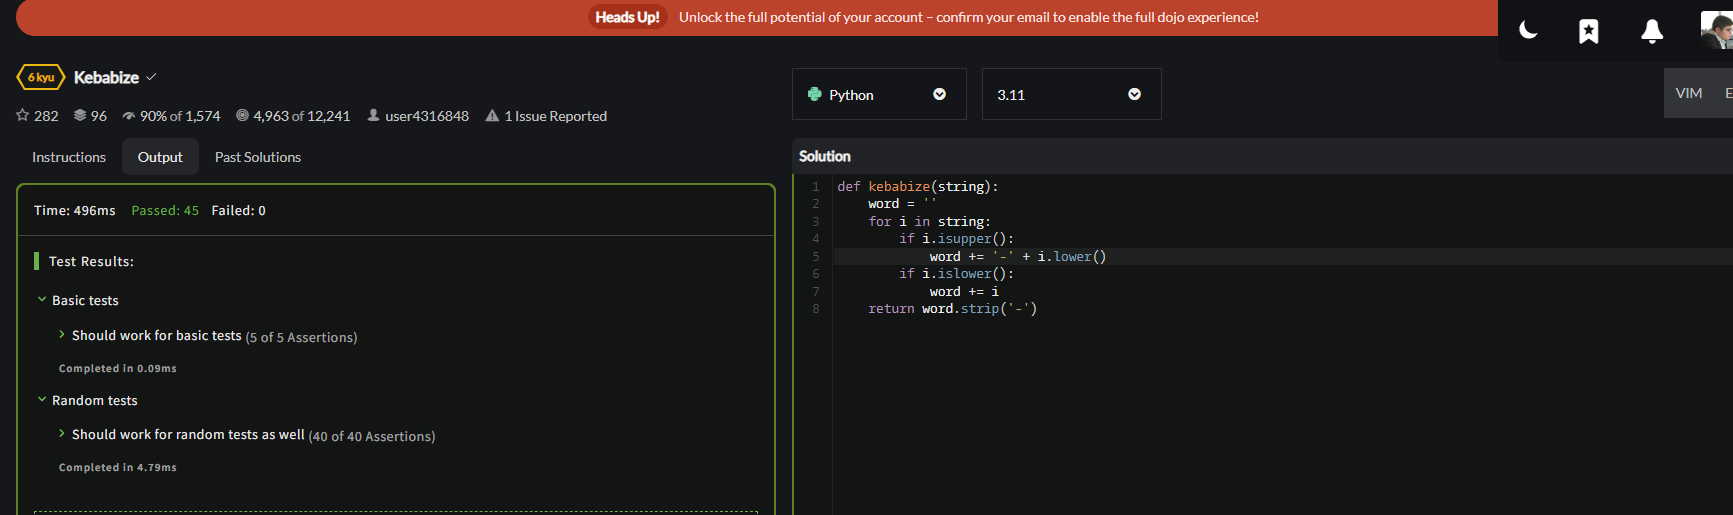 Heads Up! Unlock the full potential of your account – confirm your email to enable the full dojo experience!
6 kyu Kebabize
282 96 90% of 1,574 4,963 of 12,241 user4316848 1 Issue Reported
Instructions Output Past Solutions
Time: 496ms Passed: 45 Failed: 0
Test Results:
Basic tests
Should work for basic tests (5 of 5 Assertions)
Completed in 0.09ms
Random tests
Should work for random tests as well (40 of 40 Assertions)
Completed in 4.79ms
Python 3.11 VIM E
Solution
1 def kebabize(string):
2     word = ''
3     for i in string:
4         if i.isupper():
5             word += '-' + i.lower()
6         if i.islower():
7             word += i
8     return word.strip('-')